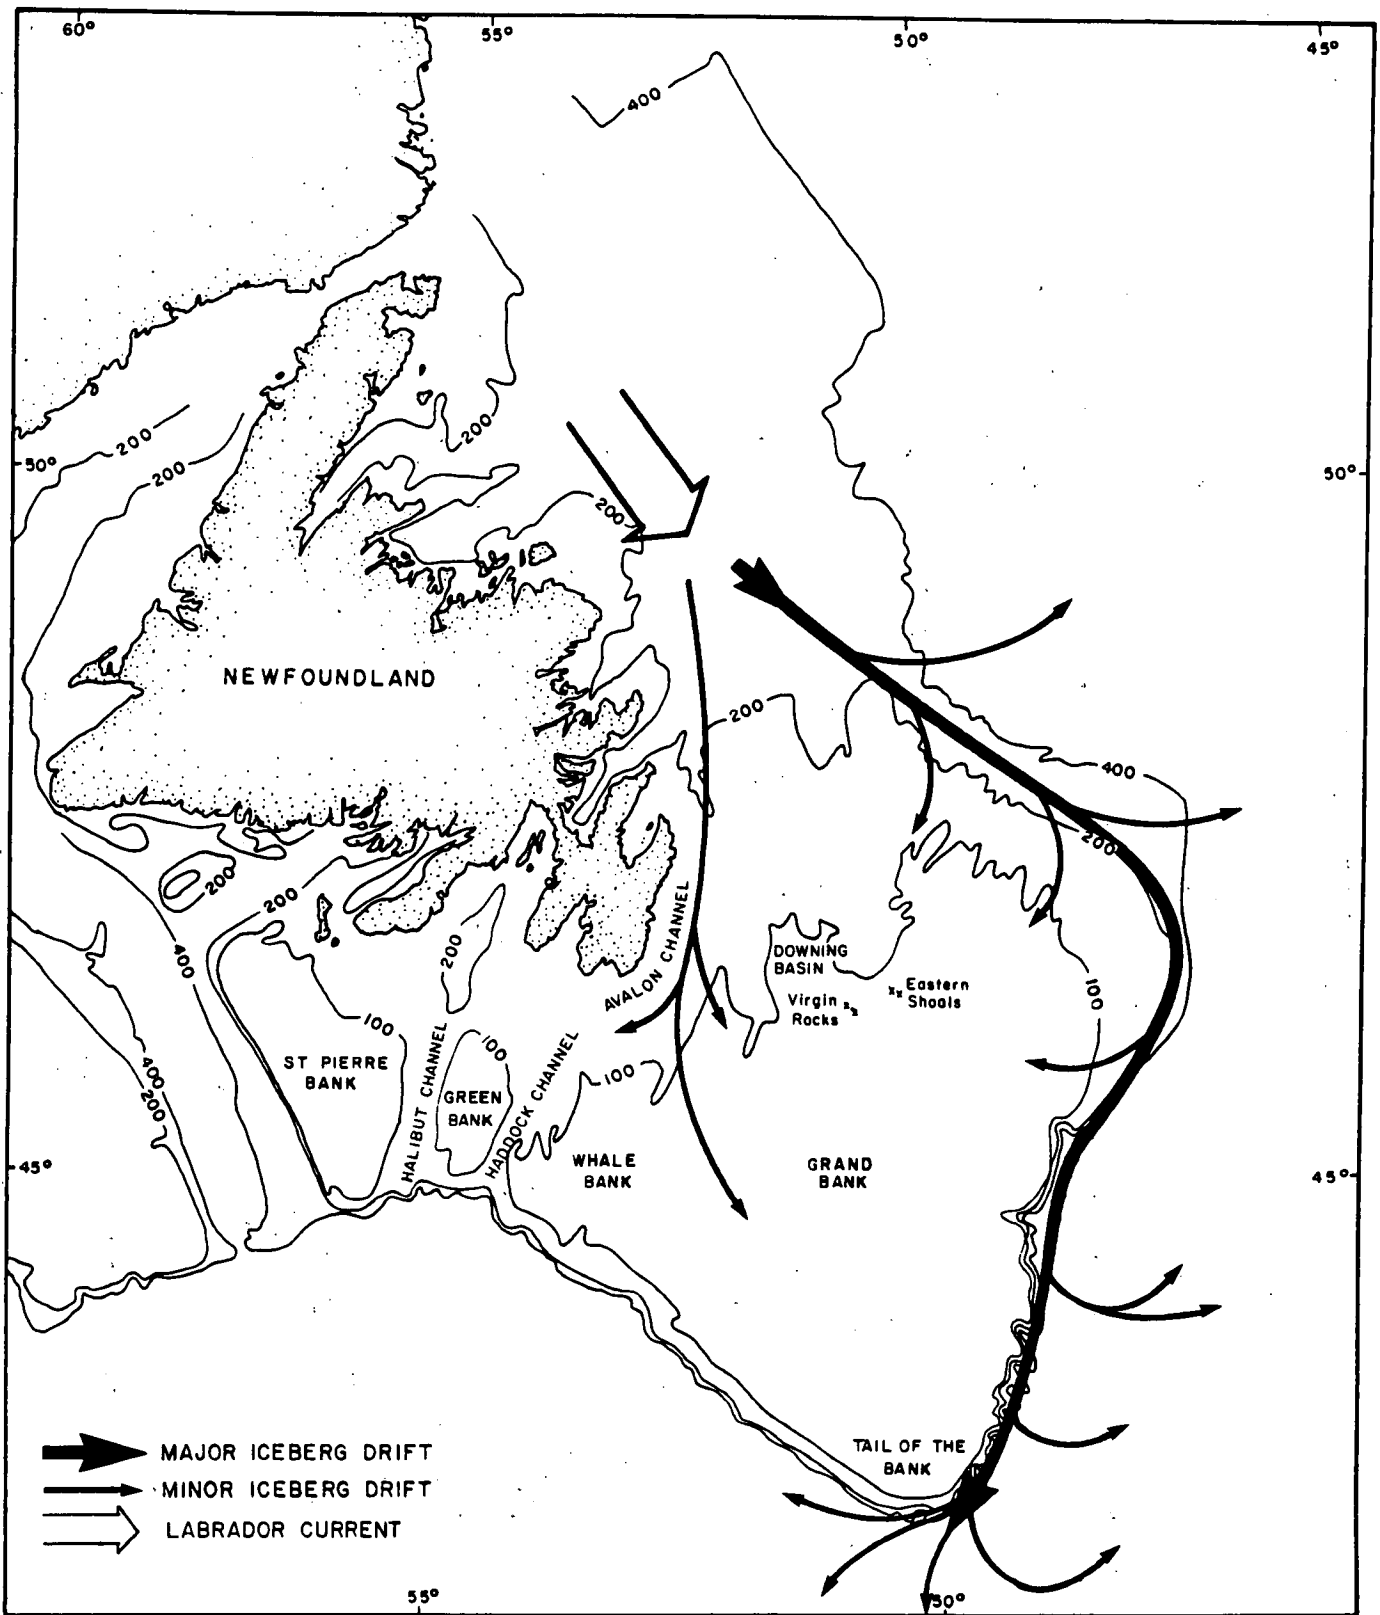 60°
55°
50°
45°
400
200
200
200
50°
50°
200
NEWFOUNDLAND
200
400
200
200
200
400
200
AVALON CHANNEL
DOWNING
BASIN
Virgin
Rocks
Eastern
Shoals
100
100
100
100
400
200
ST PIERRE
BANK
HALIBUT CHANNEL
GREEN
BANK
HADDOCK CHANNEL
WHALE
BANK
GRAND
BANK
45°
45°
TAIL OF THE
BANK
MAJOR ICEBERG DRIFT
MINOR ICEBERG DRIFT
LABRADOR CURRENT
55°
50°